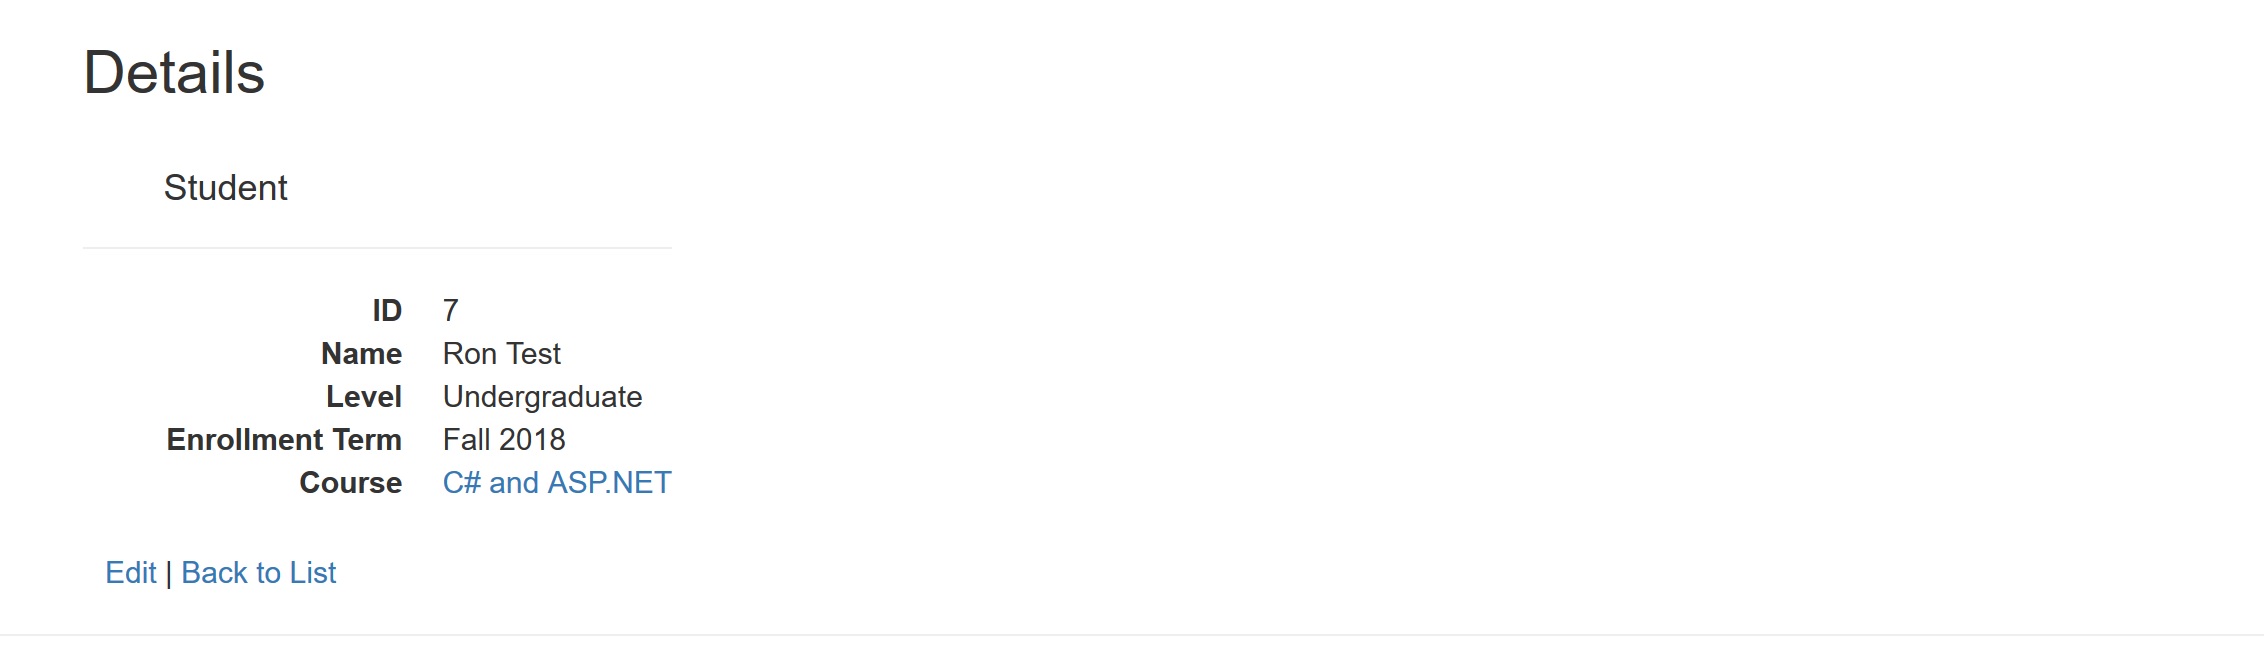 Details
Student
ID 7
Name Ron Test
Level Undergraduate
Enrollment Term Fall 2018
Course C# and ASP.NET
Edit | Back to List